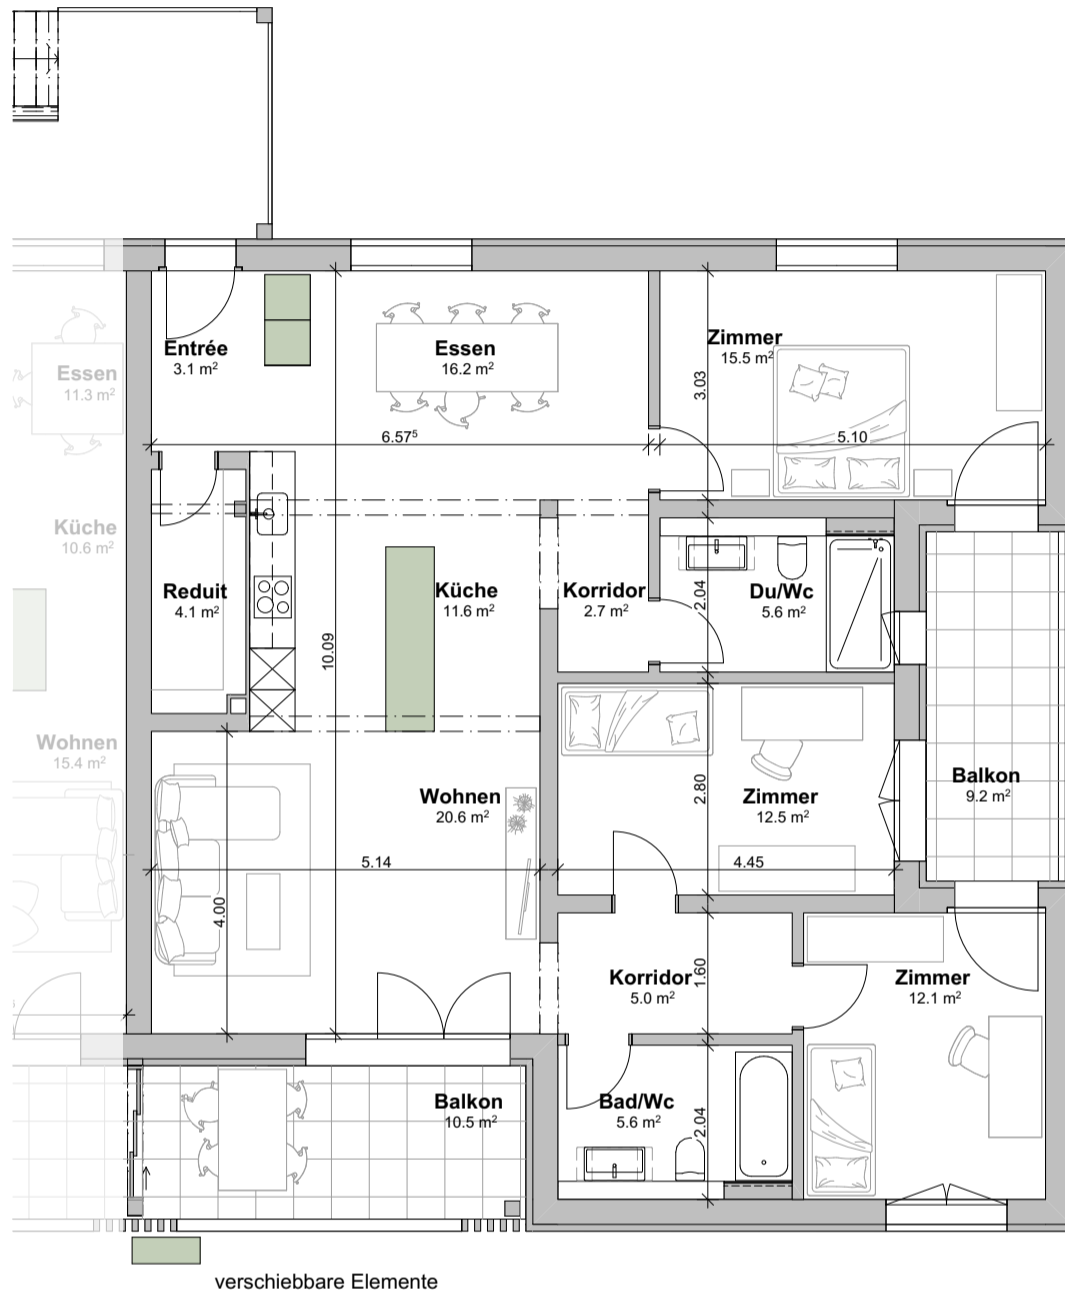 Entrée
3.1 m²
Essen
16.2 m²
Zimmer
15.5 m²
3.03
Essen
11.3 m²
6.57⁵
5.10
Küche
10.6 m²
Reduit
4.1 m²
10.09
Küche
11.6 m²
Korridor
2.7 m²
2.04
Du/Wc
5.6 m²
Wohnen
15.4 m²
Wohnen
20.6 m²
2.80
Zimmer
12.5 m²
Balkon
9.2 m²
5.14
4.45
4.00
Korridor
5.0 m²
1.60
Zimmer
12.1 m²
Balkon
10.5 m²
Bad/Wc
5.6 m²
2.04
verschiebbare Elemente